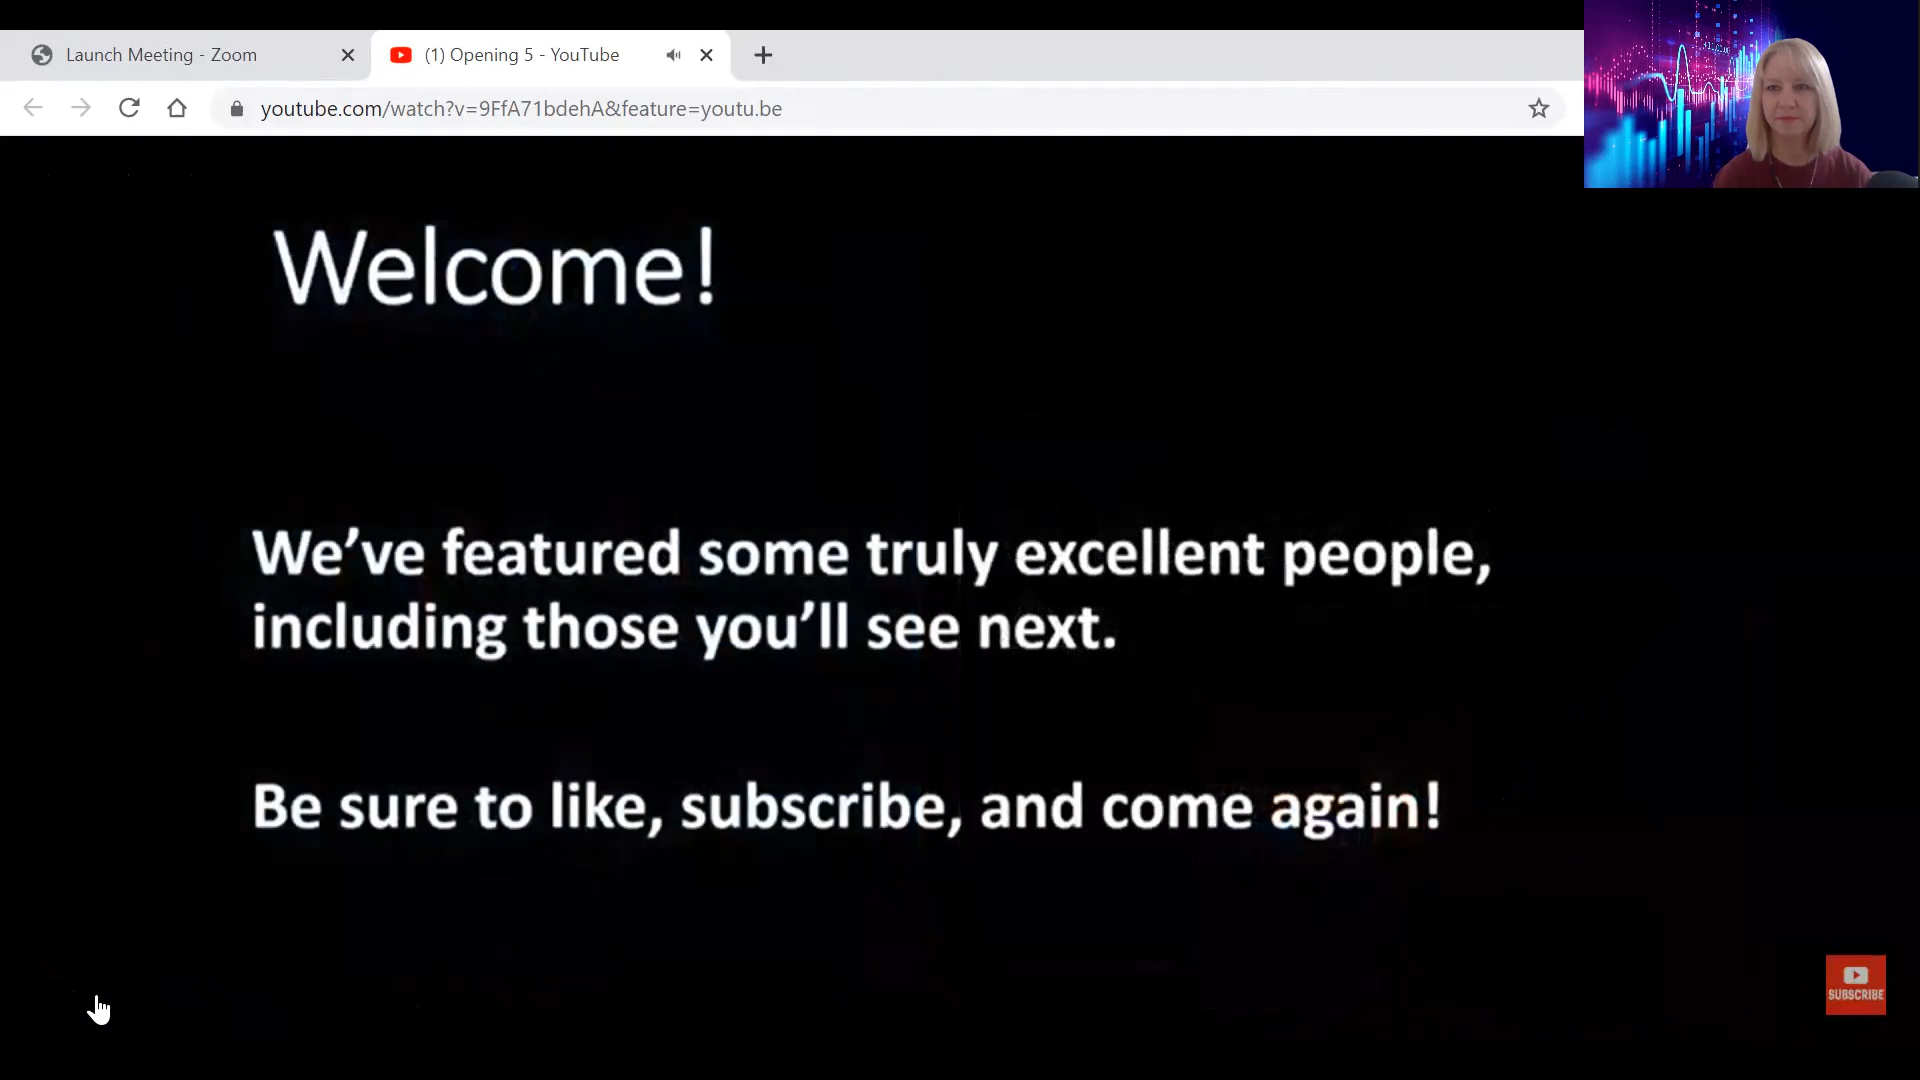 Launch Meeting - Zoom
(1) Opening 5 - YouTube
youtube.com/watch?v=9FfA71bdehA&feature=youtu.be
Welcome!
We’ve featured some truly excellent people,
including those you’ll see next.
Be sure to like, subscribe, and come again!
SUBSCRIBE